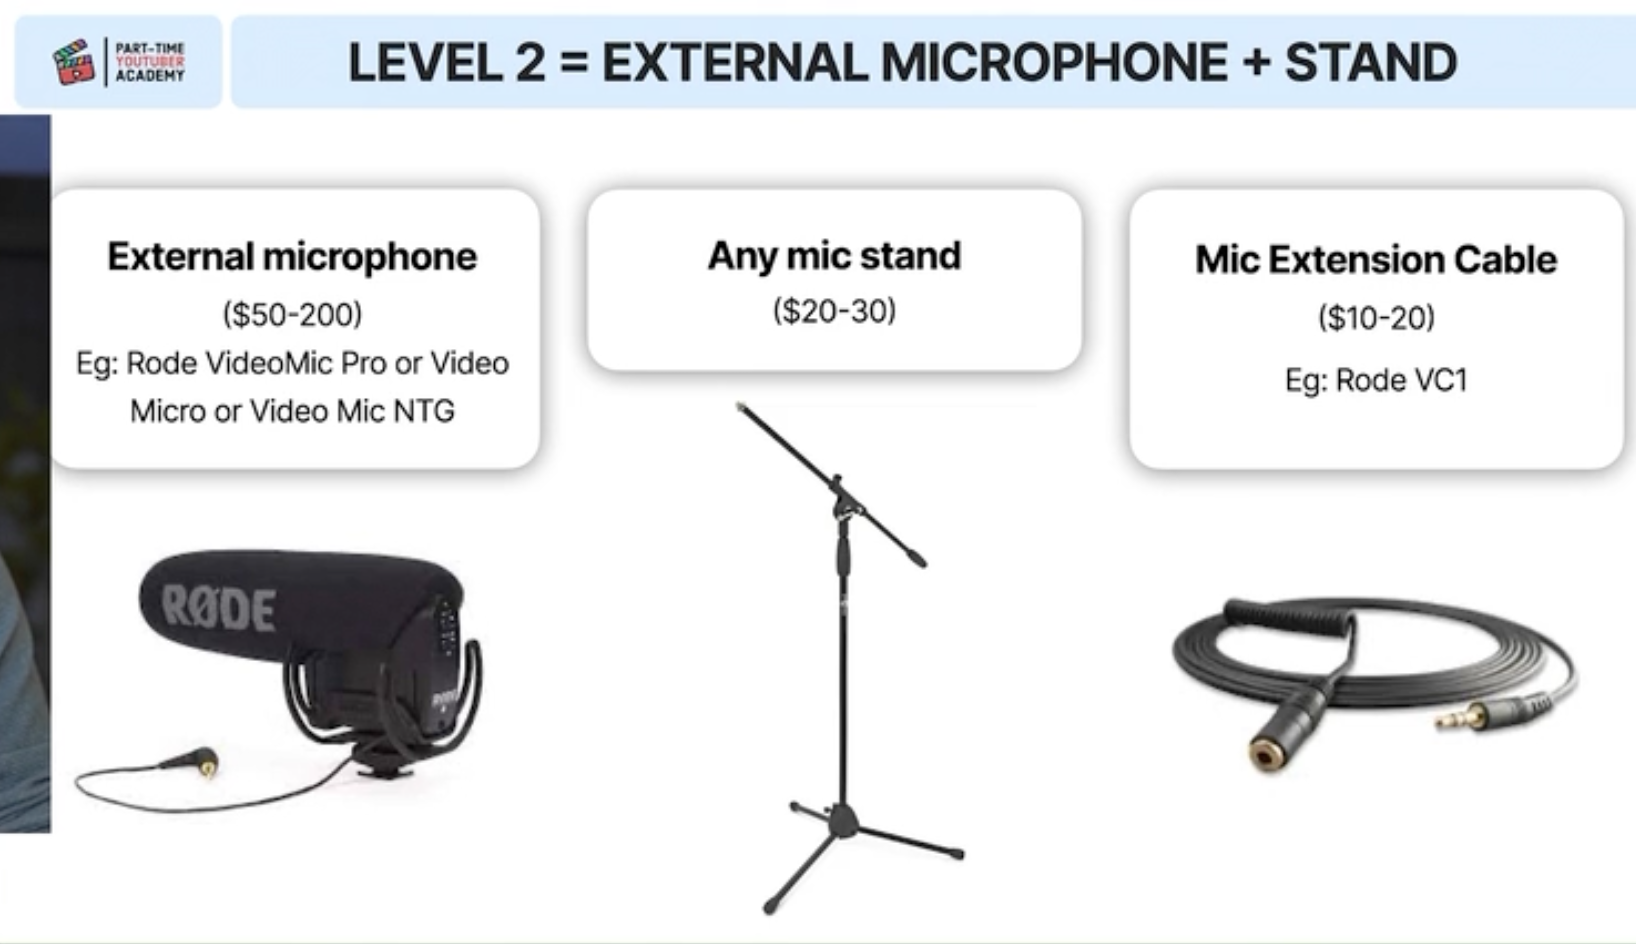 PART-TIME
YOUTUBER
ACADEMY
LEVEL 2 = EXTERNAL MICROPHONE + STAND
External microphone
($50-200)
Eg: Rode VideoMic Pro or Video
Micro or Video Mic NTG
Any mic stand
($20-30)
Mic Extension Cable
($10-20)
Eg: Rode VC1
RØDE